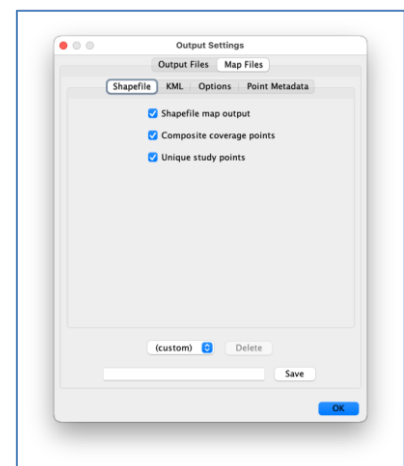 Output Settings
Output Files Map Files
Shapefile KML Options Point Metadata
Shapefile map output
Composite coverage points
Unique study points
(custom) Delete
Save
OK